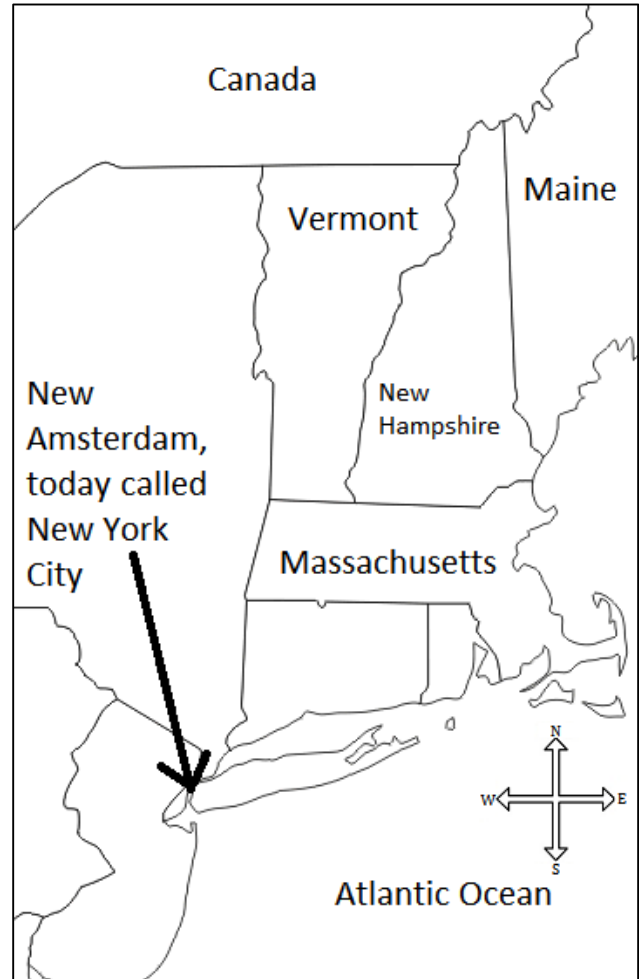 Canada
Vermont
Maine
New
Hampshire
New
Amsterdam,
today called
New York
City
Massachusetts
N
W
E
S
Atlantic Ocean